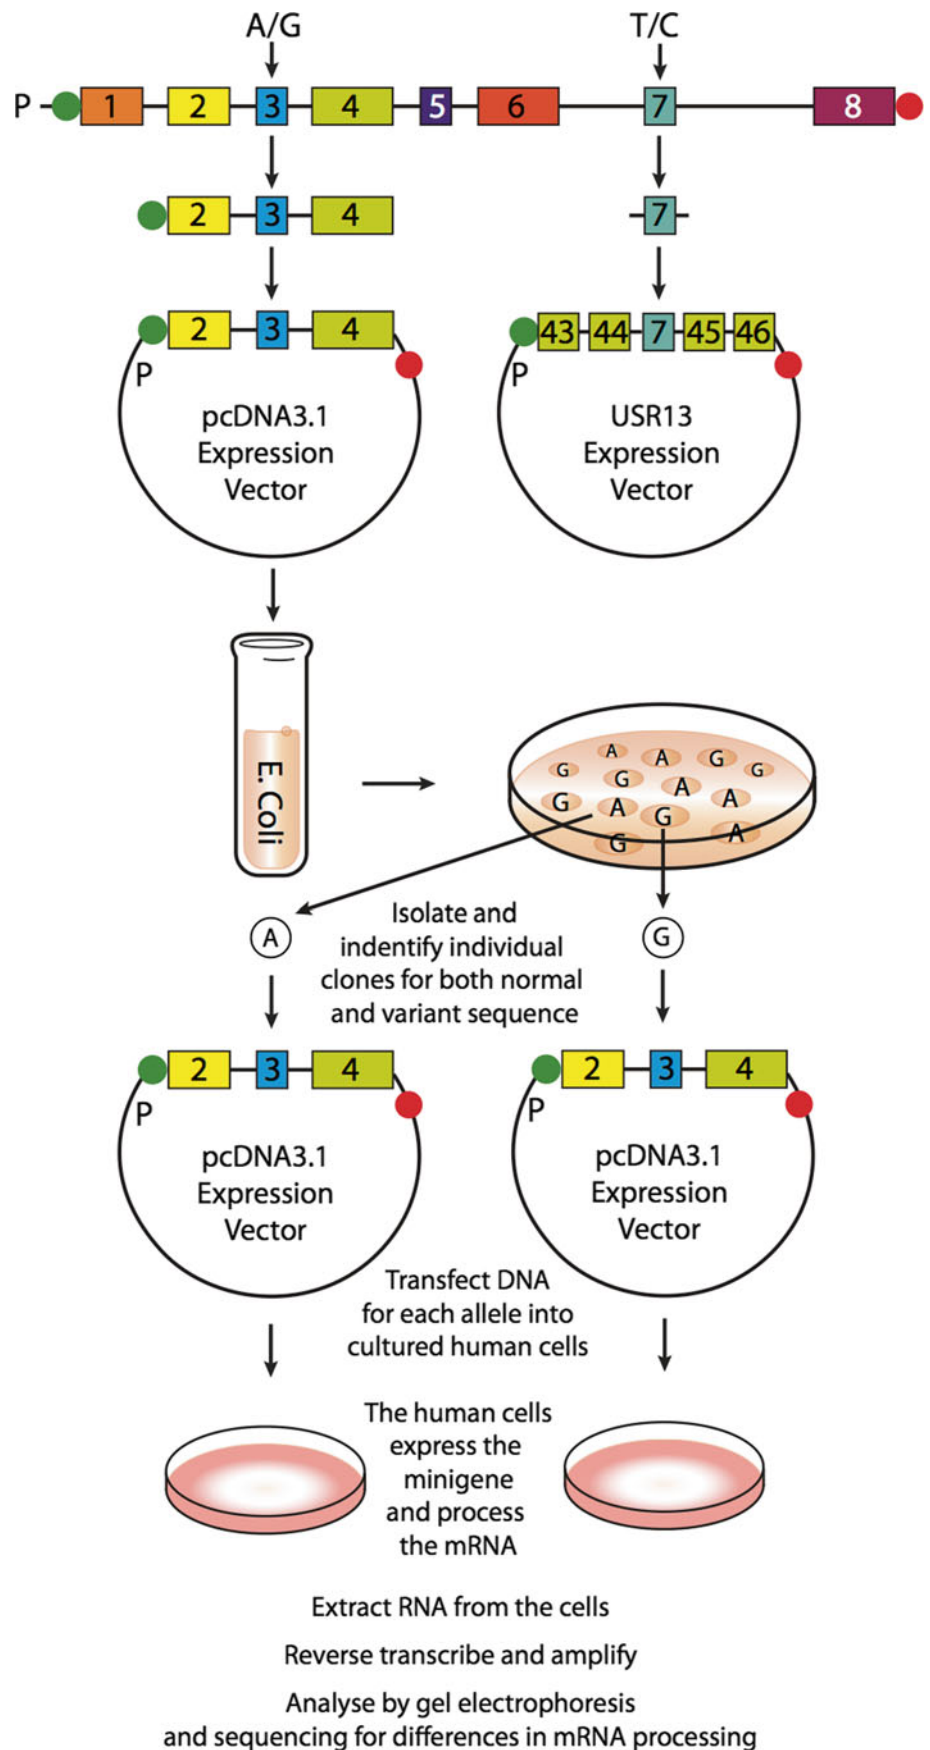 A/G T/C
P 1 2 3 4 5 6 7 8
2 3 4 7
2 3 4 43 44 7 45 46
P P
pcDNA3.1
Expression
Vector
USR13
Expression
Vector
E. Coli
A A G G
G G A A
G A G A
G
A G
Isolate and
indentify individual
clones for both normal
and variant sequence
2 3 4 2 3 4
P P
pcDNA3.1
Expression
Vector
pcDNA3.1
Expression
Vector
Transfect DNA
for each allele into
cultured human cells
The human cells
express the
minigene
and process
the mRNA
Extract RNA from the cells
Reverse transcribe and amplify
Analyse by gel electrophoresis
and sequencing for differences in mRNA processing